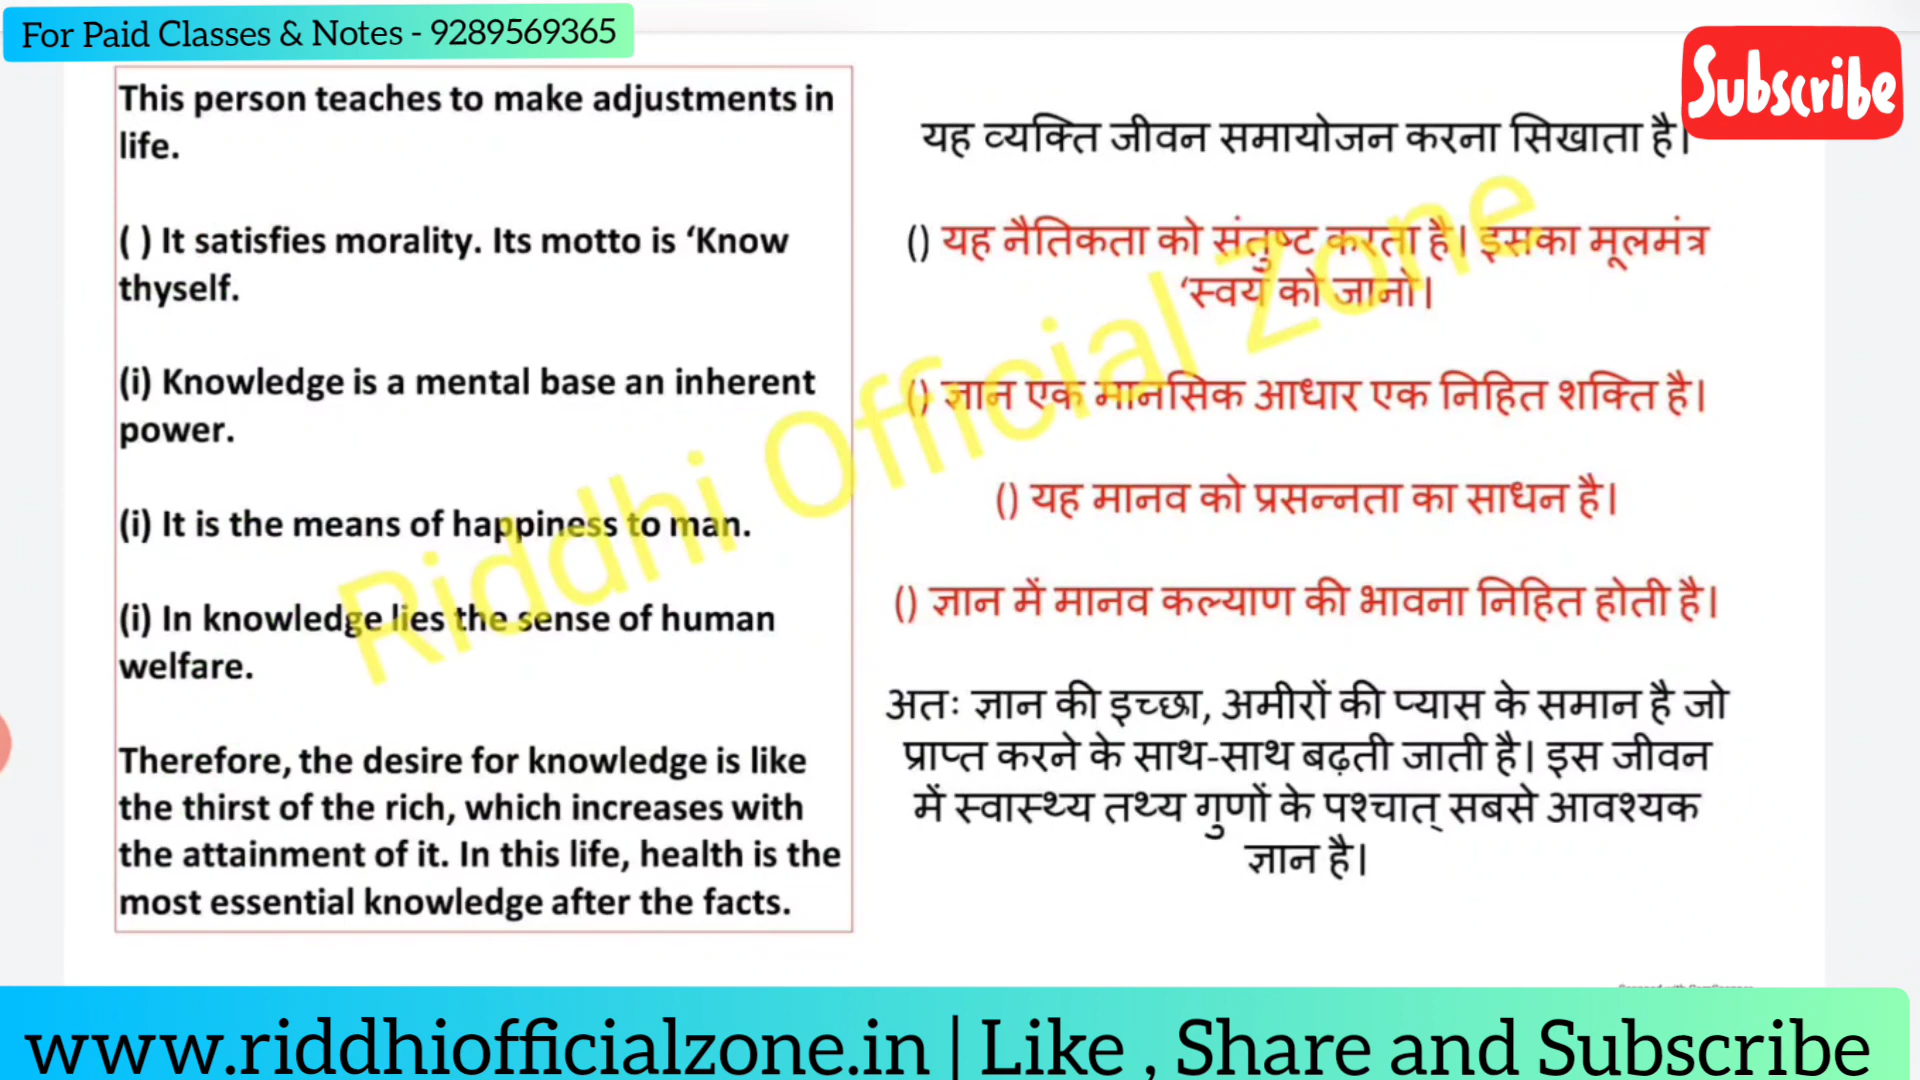 For Paid Classes & Notes - 9289569365
Subscribe
This person teaches to make adjustments in
life.
( ) It satisfies morality. Its motto is ‘Know
thyself.
(i) Knowledge is a mental base an inherent
power.
(i) It is the means of happiness to man.
(i) In knowledge lies the sense of human
welfare.
Therefore, the desire for knowledge is like
the thirst of the rich, which increases with
the attainment of it. In this life, health is the
most essential knowledge after the facts.
यह व्यक्ति जीवन समायोजन करना सिखाता है।
() यह नैतिकता को संतुष्ट करता है। इसका मूलमंत्र
‘स्वयं को जानो।
() ज्ञान एक मानसिक आधार एक निहित शक्ति है।
() यह मानव को प्रसन्नता का साधन है।
() ज्ञान में मानव कल्याण की भावना निहित होती है।
अतः ज्ञान की इच्छा, अमीरों की प्यास के समान है जो
प्राप्त करने के साथ-साथ बढ़ती जाती है। इस जीवन
में स्वास्थ्य तथ्य गुणों के पश्चात् सबसे आवश्यक
ज्ञान है।
Riddhi Official Zone
www.riddhiofficialzone.in | Like , Share and Subscribe